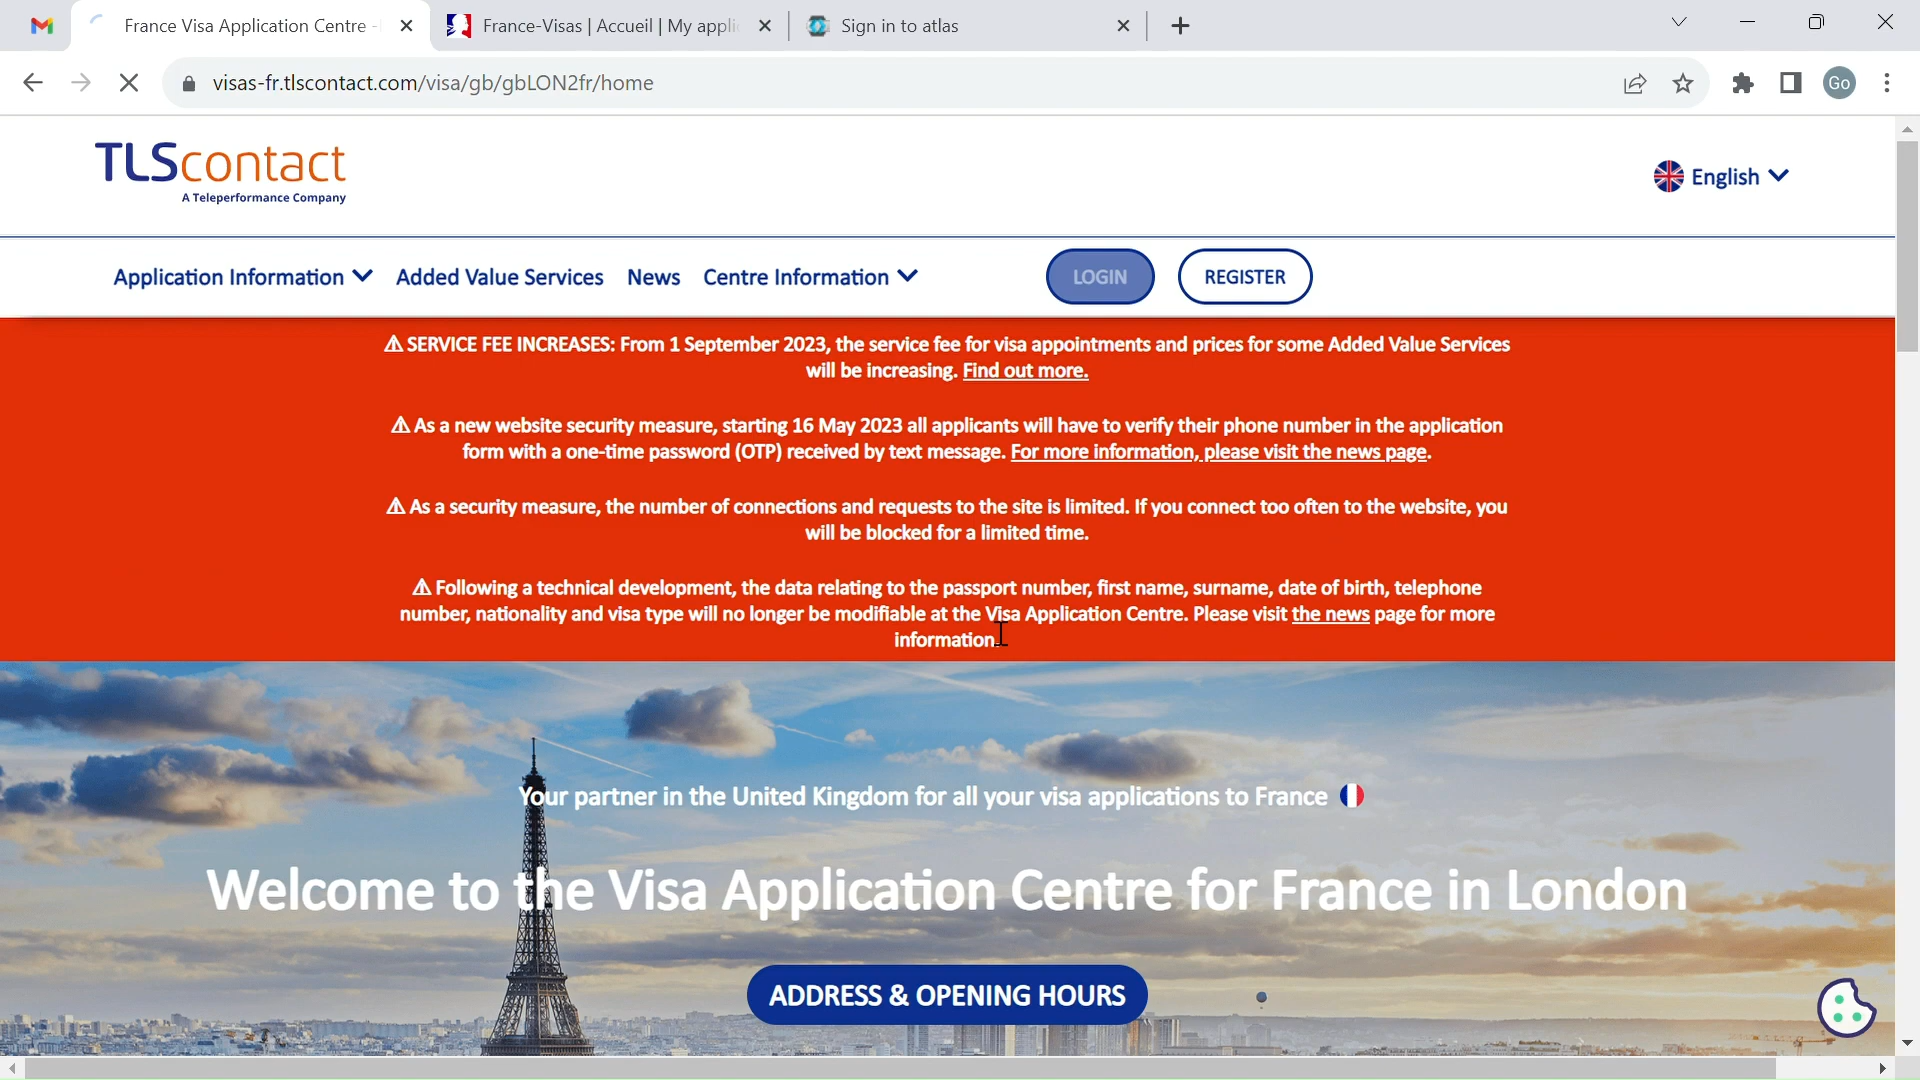 France Visa Application Centre -
France-Visas | Accueil | My appli
Sign in to atlas
visas-fr.tlscontact.com/visa/gb/gbLON2fr/home
Go
TLScontact
A Teleperformance Company
English
Application Information
Added Value Services
News
Centre Information
LOGIN
REGISTER
⚠ SERVICE FEE INCREASES: From 1 September 2023, the service fee for visa appointments and prices for some Added Value Services
will be increasing. Find out more.
⚠ As a new website security measure, starting 16 May 2023 all applicants will have to verify their phone number in the application
form with a one-time password (OTP) received by text message. For more information, please visit the news page.
⚠ As a security measure, the number of connections and requests to the site is limited. If you connect too often to the website, you
will be blocked for a limited time.
⚠ Following a technical development, the data relating to the passport number, first name, surname, date of birth, telephone
number, nationality and visa type will no longer be modifiable at the Visa Application Centre. Please visit the news page for more
information.
Your partner in the United Kingdom for all your visa applications to France
Welcome to the Visa Application Centre for France in London
ADDRESS & OPENING HOURS